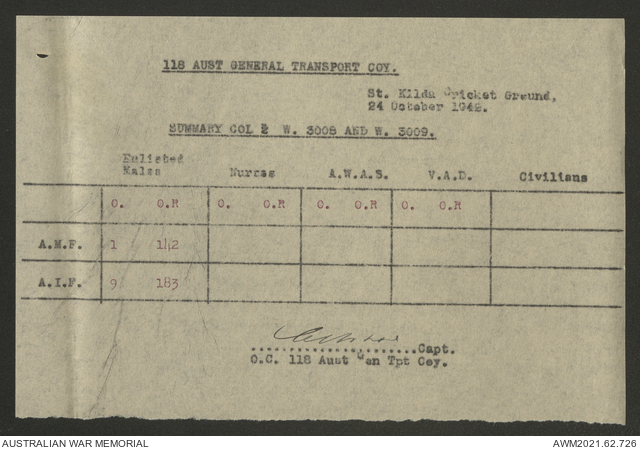 118 AUST GENERAL TRANSPORT COY.
St. Kilda Cricket Ground,
24 October 1942.
SUMMARY COL 2 W. 3008 AND W. 3009.
Enlisted Males Nurses A.W.A.S. V.A.D. Civilians
O. O.R O. O.R O. O.R O. O.R
A.M.F. 1 142
A.I.F. 9 183
....................Capt.
O.C. 118 Aust Gen Tpt Coy.
AUSTRALIAN WAR MEMORIAL
AWM2021.62.726